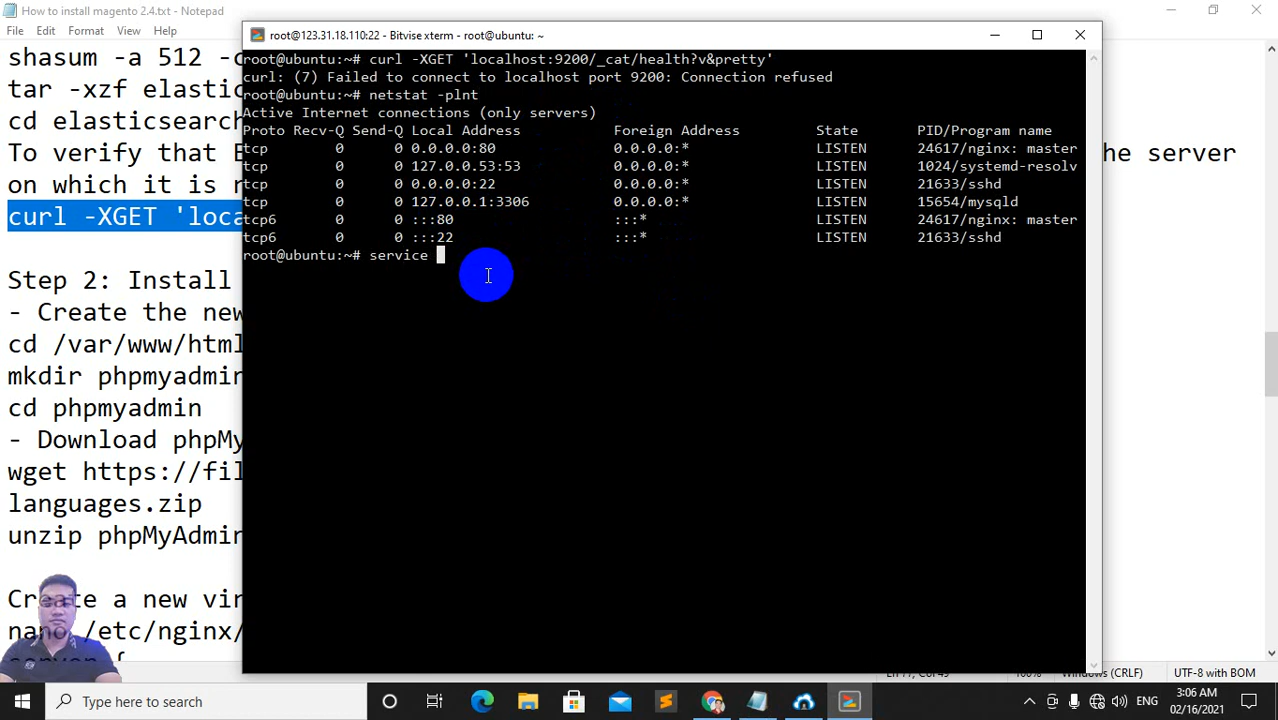 How to install magento 2.4.txt - Notepad
File Edit Format View Help
shasum -a 512 -c
tar -xzf elastic
cd elasticsearch
To verify that E
he server
on which it is r
curl -XGET 'loca
Step 2: Install
- Create the new
cd /var/www/html
mkdir phpmyadmin
cd phpmyadmin
- Download phpMy
wget https://fil
languages.zip
unzip phpMyAdmin
Create a new vir
nano /etc/nginx/
server {
root@123.31.18.110:22 - Bitvise xterm - root@ubuntu: ~
root@ubuntu:~# curl -XGET 'localhost:9200/_cat/health?v&pretty'
curl: (7) Failed to connect to localhost port 9200: Connection refused
root@ubuntu:~# netstat -plnt
Active Internet connections (only servers)
Proto Recv-Q Send-Q Local Address Foreign Address State PID/Program name
tcp 0 0 0.0.0.0:80 0.0.0.0:* LISTEN 24617/nginx: master
tcp 0 0 127.0.0.53:53 0.0.0.0:* LISTEN 1024/systemd-resolv
tcp 0 0 0.0.0.0:22 0.0.0.0:* LISTEN 21633/sshd
tcp 0 0 127.0.0.1:3306 0.0.0.0:* LISTEN 15654/mysqld
tcp6 0 0 :::80 :::* LISTEN 24617/nginx: master
tcp6 0 0 :::22 :::* LISTEN 21633/sshd
root@ubuntu:~# service
100% Windows (CRLF) UTF-8 with BOM
Type here to search
ENG
3:06 AM
02/16/2021